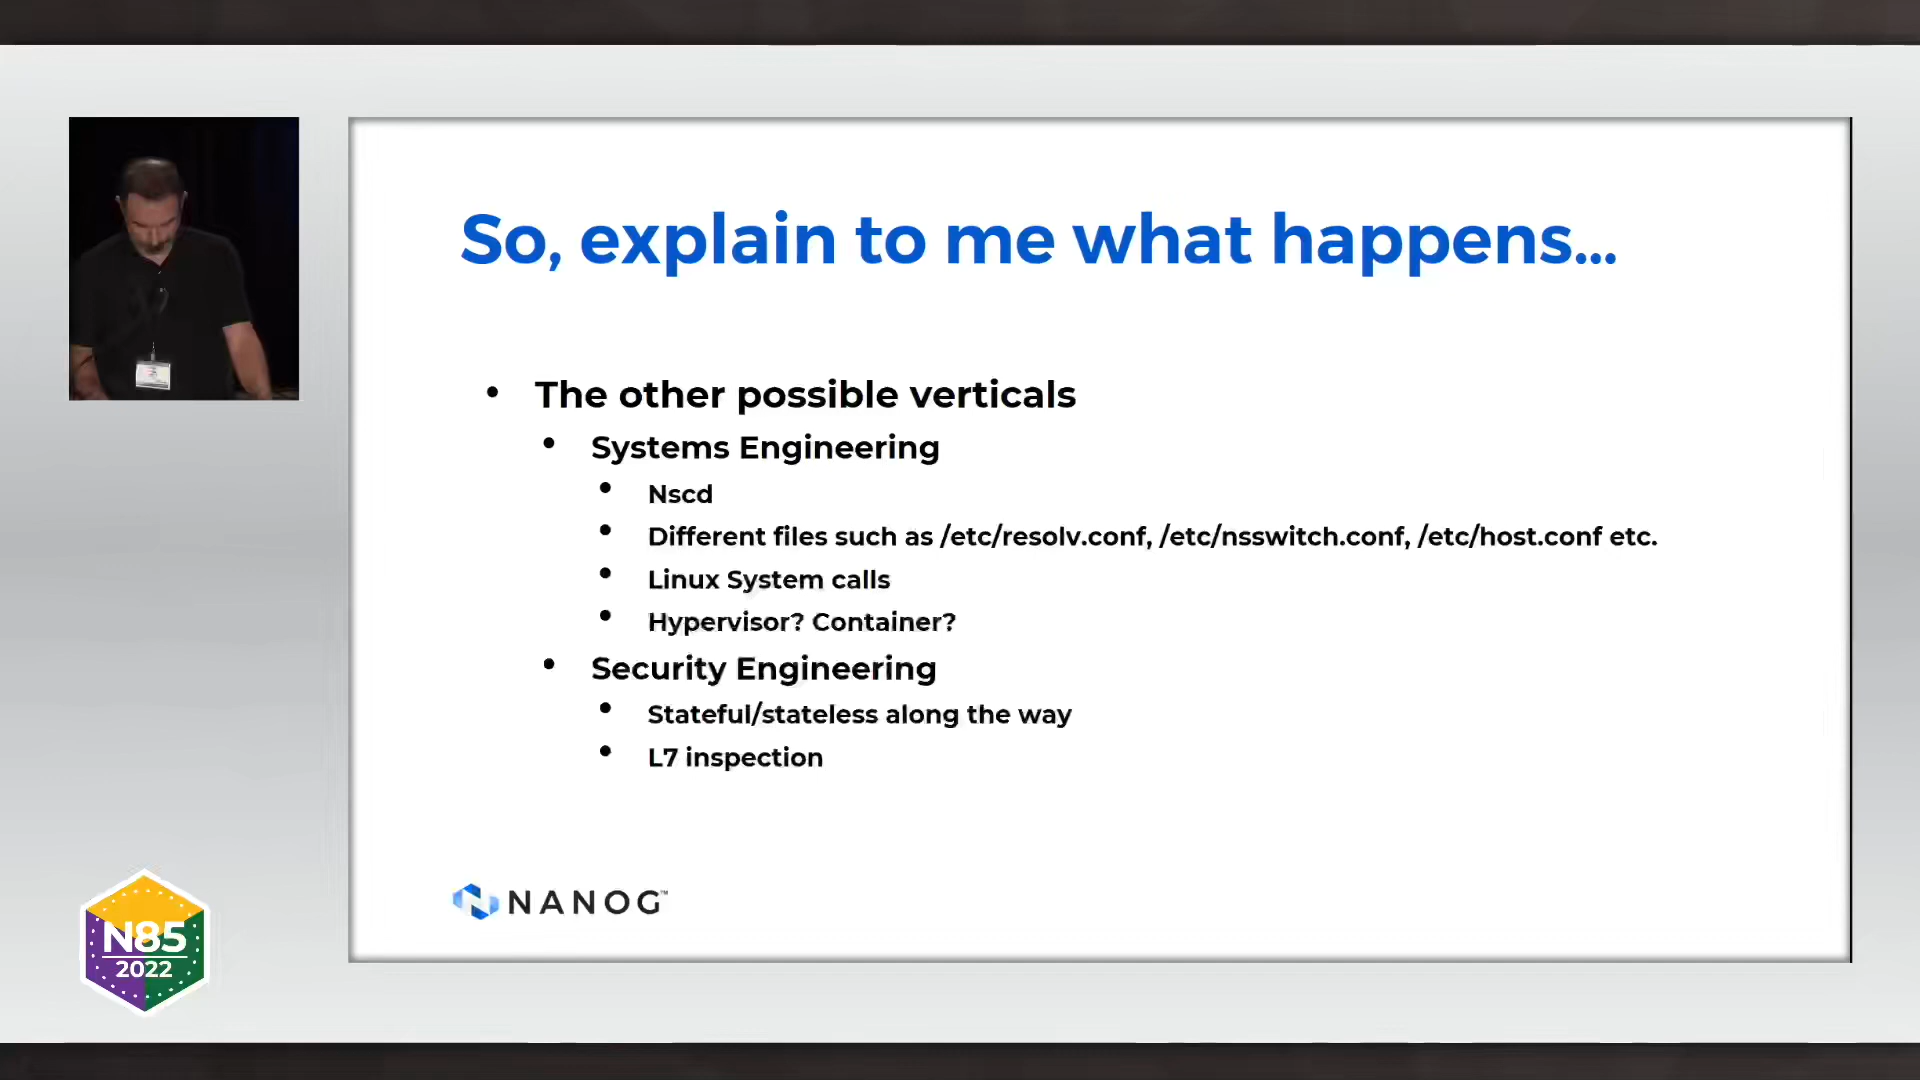 So, explain to me what happens...
• The other possible verticals
• Systems Engineering
• Nscd
• Different files such as /etc/resolv.conf, /etc/nsswitch.conf, /etc/host.conf etc.
• Linux System calls
• Hypervisor? Container?
• Security Engineering
• Stateful/stateless along the way
• L7 inspection
NANOG™
N85
2022